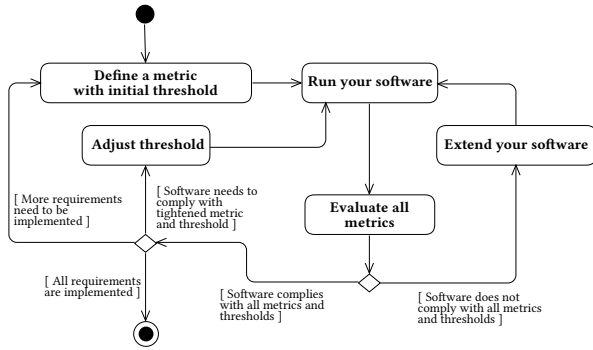 Define a metric
with initial threshold
Run your software
Adjust threshold
Extend your software
[ More requirements
need to be
implemented ]
[ Software needs to
comply with
tightened metric
and threshold ]
Evaluate all
metrics
[ All requirements
are implemented ]
[ Software complies
with all metrics and
thresholds ]
[ Software does not
comply with all metrics
and thresholds ]